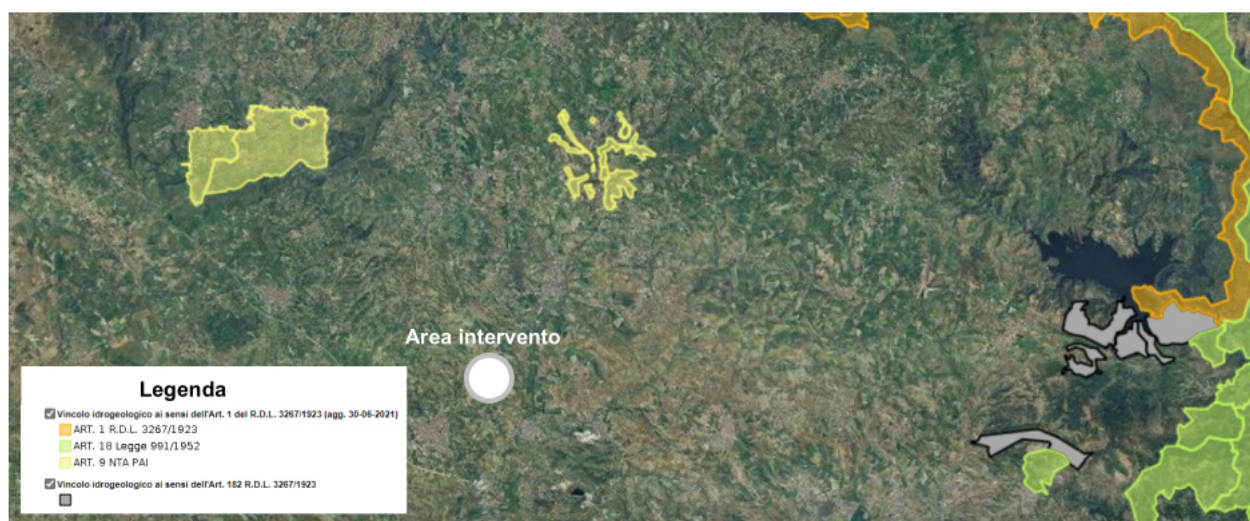 Area intervento
Legenda
Vincolo idrogeologico ai sensi dell'Art. 1 del R.D.L. 3267/1923 (agg. 30-06-2021)
ART. 1 R.D.L. 3267/1923
ART. 18 Legge 991/1952
ART. 9 NTA PAI
Vincolo idrogeologico ai sensi dell'Art. 182 R.D.L. 3267/1923